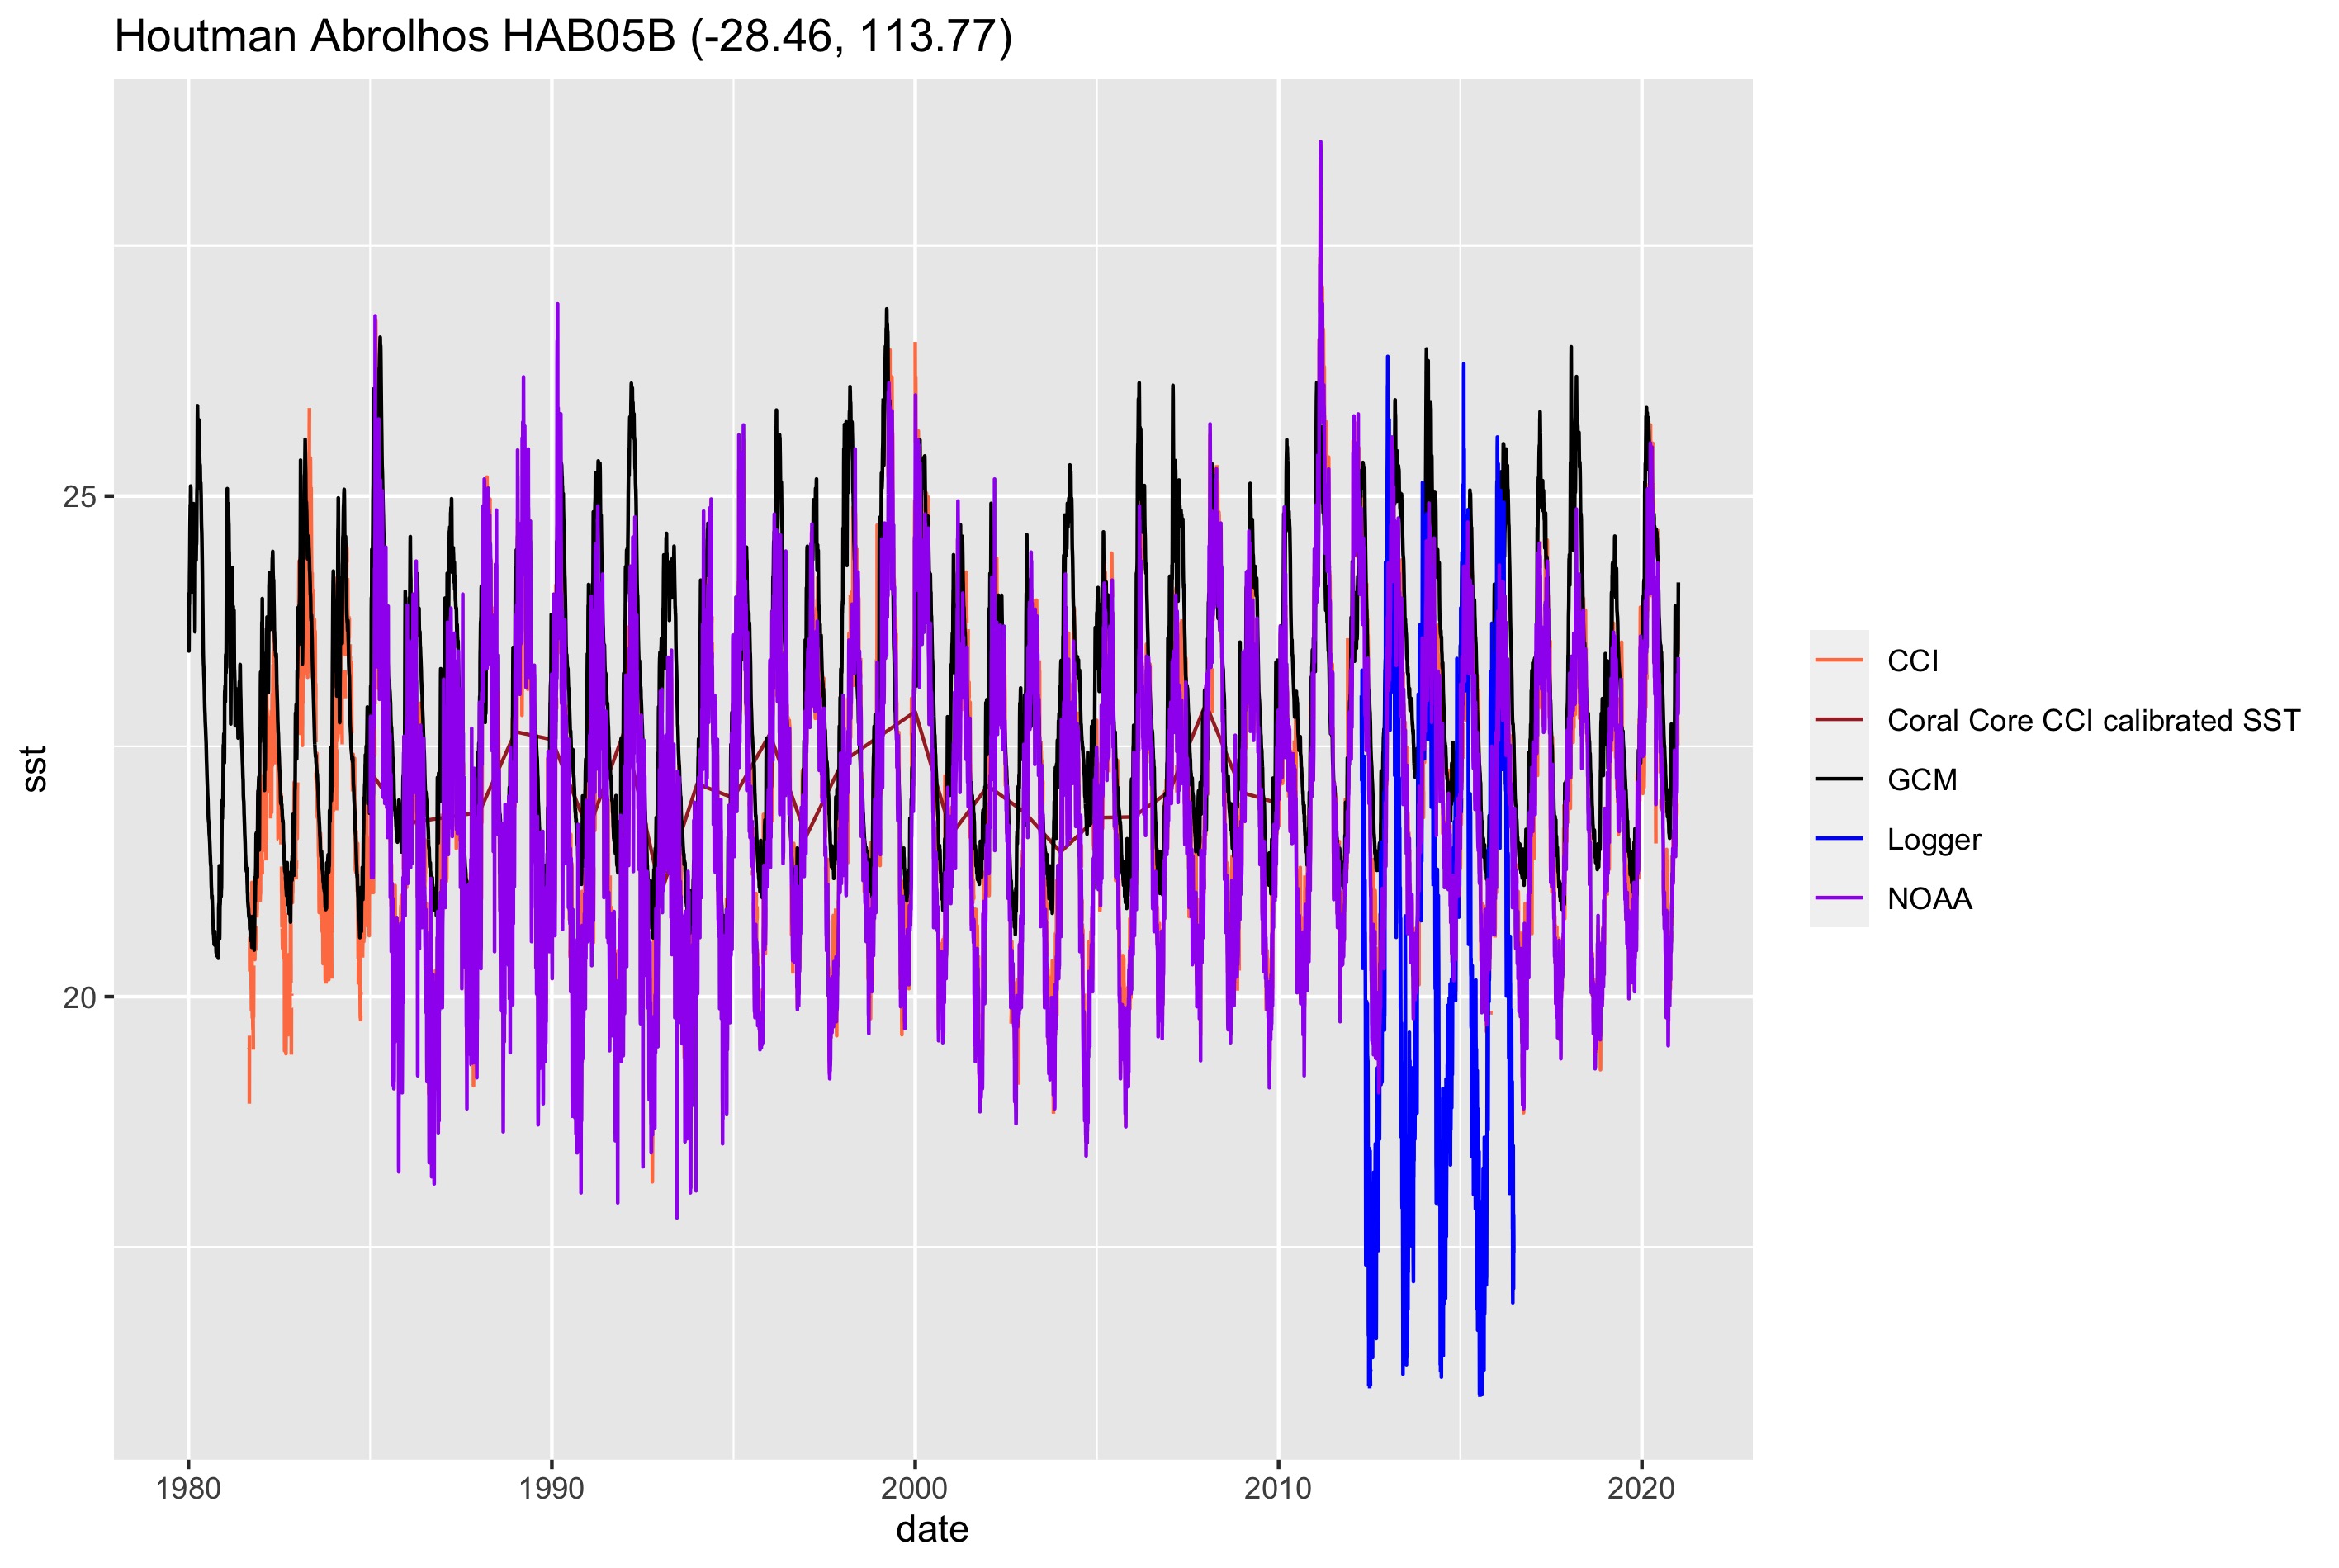 Houtman Abrolhos HAB05B (-28.46, 113.77)
sst
25
20
1980
1990
2000
2010
2020
date
CCI
Coral Core CCI calibrated SST
GCM
Logger
NOAA